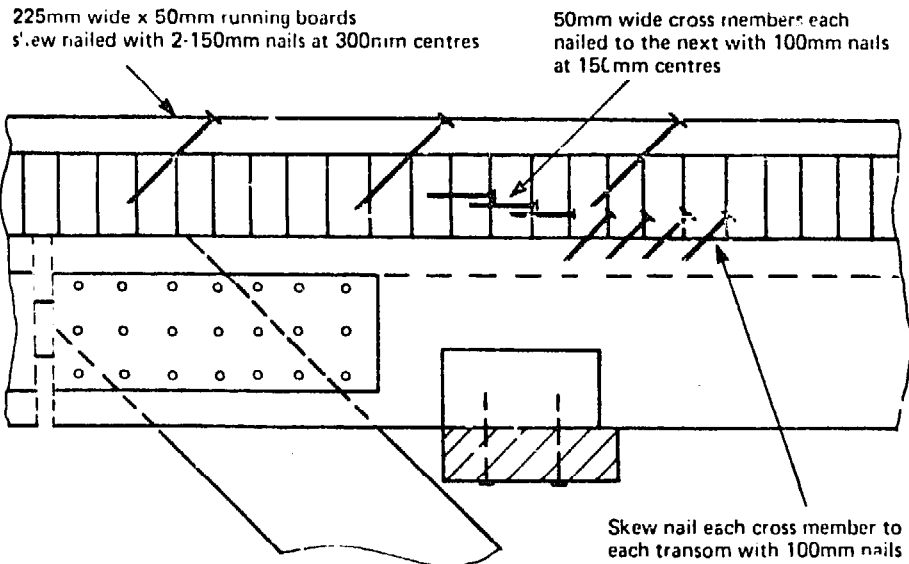 225mm wide x 50mm running boards
skew nailed with 2-150mm nails at 300mm centres
50mm wide cross members each
nailed to the next with 100mm nails
at 150mm centres
Skew nail each cross member to
each transom with 100mm nails